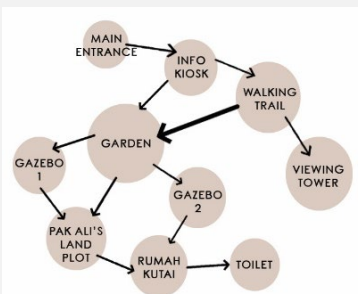 MAIN
ENTRANCE
INFO
KIOSK
WALKING
TRAIL
GARDEN
GAZEBO
1
VIEWING
TOWER
GAZEBO
2
PAK ALI'S
LAND
PLOT
RUMAH
KUTAI
TOILET